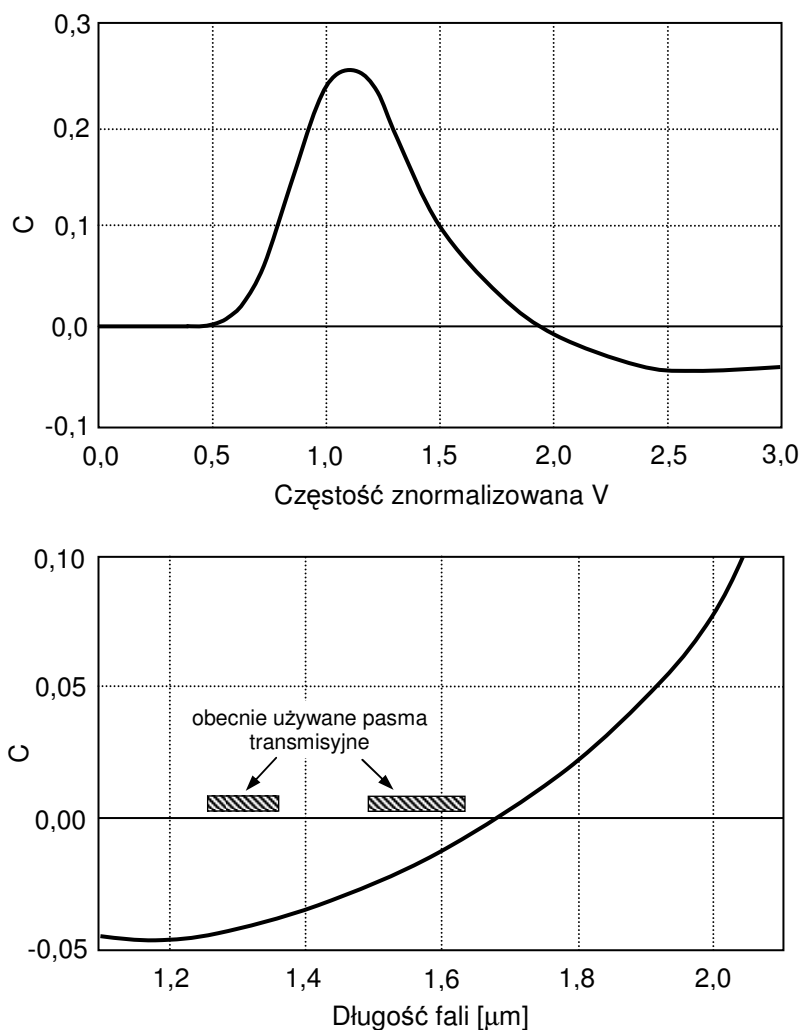 0,3
0,2
0,1
0,0
-0,1
C
0,0 0,5 1,0 1,5 2,0 2,5 3,0
Częstość znormalizowana V
0,10
0,05
0,00
-0,05
C
obecnie używane pasma
transmisyjne
1,2 1,4 1,6 1,8 2,0
Długość fali [µm]